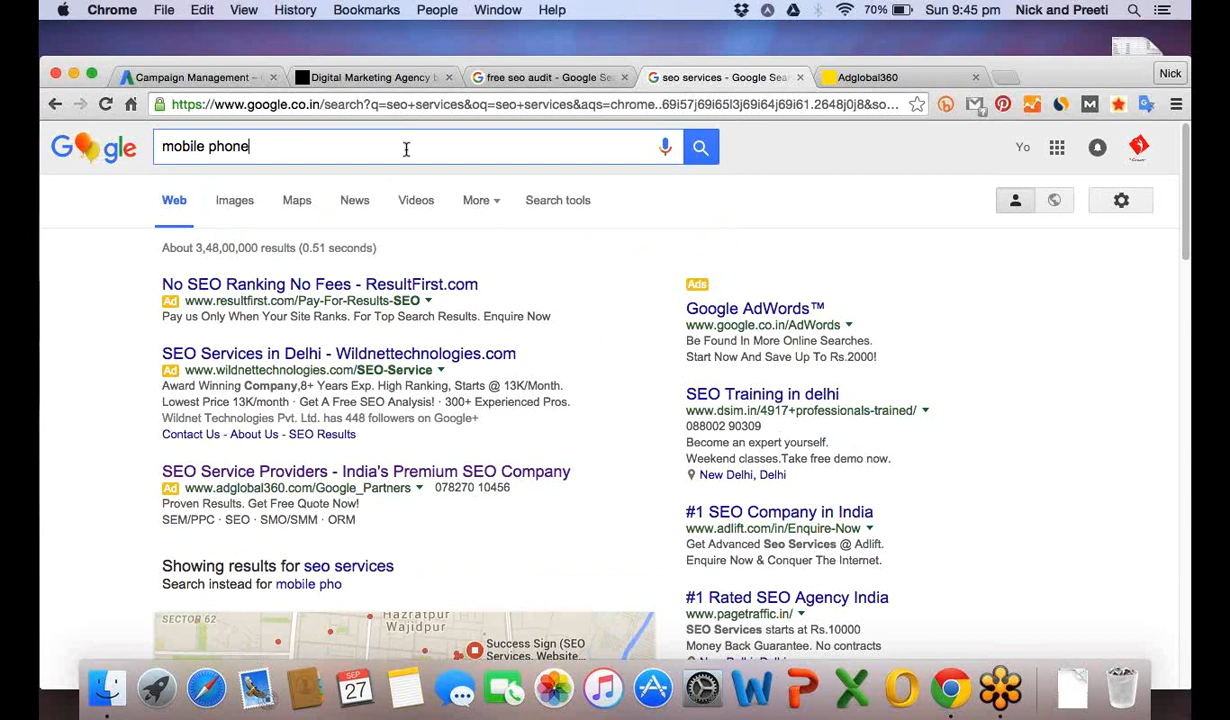 Chrome File Edit View History Bookmarks People Window Help 70% Sun 9:45 pm Nick and Preeti
Campaign Management – Digital Marketing Agency b free seo audit - Google Sea seo services - Google Sear Adglobal360 Nick
https://www.google.co.in/search?q=seo+services&oq=seo+services&aqs=chrome..69i57j69i65l3j69i64j69i61.2648j0j8&so...
Google mobile phone Yo
Web Images Maps News Videos More Search tools
About 3,48,00,000 results (0.51 seconds)
No SEO Ranking No Fees - ResultFirst.com
Ad www.resultfirst.com/Pay-For-Results-SEO
Pay us Only When Your Site Ranks. For Top Search Results. Enquire Now
SEO Services in Delhi - Wildnettechnologies.com
Ad www.wildnettechnologies.com/SEO-Service
Award Winning Company,8+ Years Exp. High Ranking, Starts @ 13K/Month.
Lowest Price 13K/month · Get A Free SEO Analysis! · 300+ Experienced Pros.
Wildnet Technologies Pvt. Ltd. has 448 followers on Google+
Contact Us - About Us - SEO Results
SEO Service Providers - India's Premium SEO Company
Ad www.adglobal360.com/Google_Partners 078270 10456
Proven Results. Get Free Quote Now!
SEM/PPC · SEO · SMO/SMM · ORM
Showing results for seo services
Search instead for mobile pho
SECTOR 62
Hazratpur
Wajidpur
Success Sign (SEO
Services, Website...
Ads
Google AdWords™
www.google.co.in/AdWords
Be Found In More Online Searches.
Start Now And Save Up To Rs.2000!
SEO Training in delhi
www.dsim.in/4917+professionals-trained/
088002 90309
Become an expert yourself.
Weekend classes.Take free demo now.
New Delhi, Delhi
#1 SEO Company in India
www.adlift.com/in/Enquire-Now
Get Advanced Seo Services @ Adlift.
Enquire Now & Conquer The Internet.
#1 Rated SEO Agency India
www.pagetraffic.in/
SEO Services starts at Rs.10000
Money Back Guarantee. No contracts
New Delhi, Delhi
SEP
27